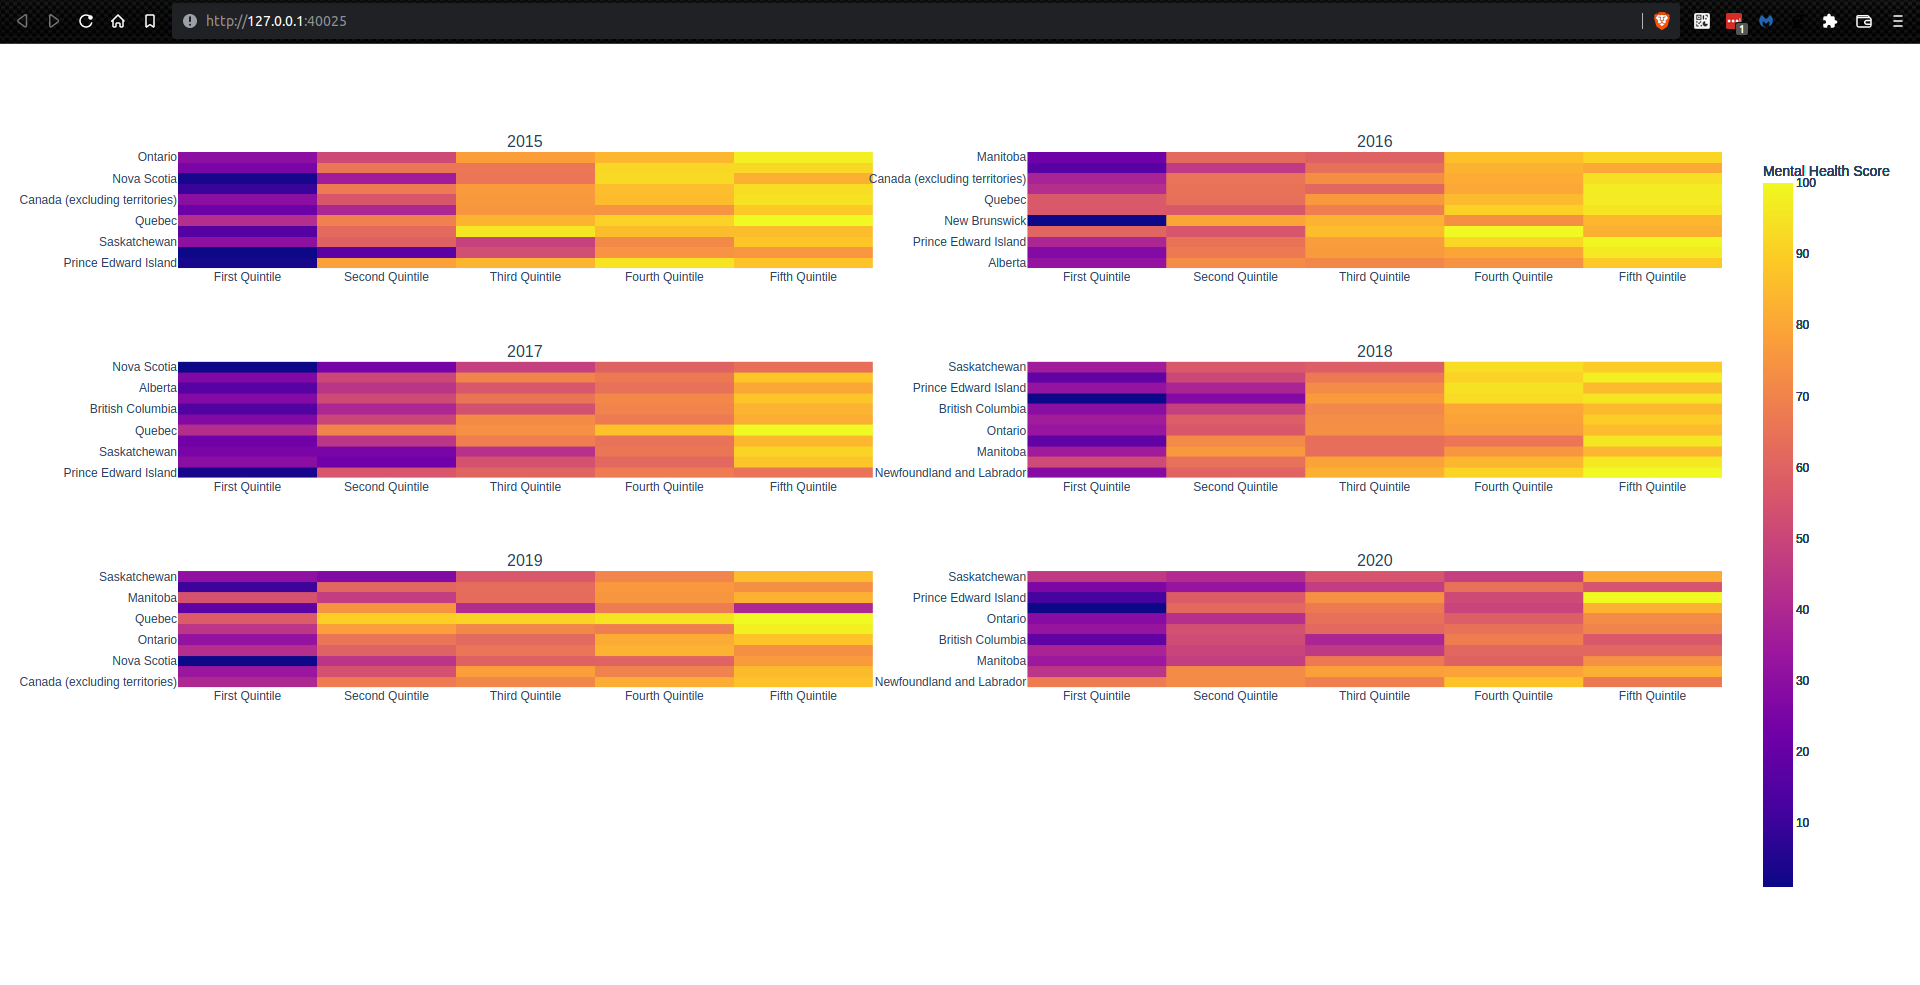 http://127.0.0.1:40025
1
2015
Ontario
Nova Scotia
Canada (excluding territories)
Quebec
Saskatchewan
Prince Edward Island
First Quintile Second Quintile Third Quintile Fourth Quintile Fifth Quintile
2016
Manitoba
Canada (excluding territories)
Quebec
New Brunswick
Prince Edward Island
Alberta
First Quintile Second Quintile Third Quintile Fourth Quintile Fifth Quintile
2017
Nova Scotia
Alberta
British Columbia
Quebec
Saskatchewan
Prince Edward Island
First Quintile Second Quintile Third Quintile Fourth Quintile Fifth Quintile
2018
Saskatchewan
Prince Edward Island
British Columbia
Ontario
Manitoba
Newfoundland and Labrador
First Quintile Second Quintile Third Quintile Fourth Quintile Fifth Quintile
2019
Saskatchewan
Manitoba
Quebec
Ontario
Nova Scotia
Canada (excluding territories)
First Quintile Second Quintile Third Quintile Fourth Quintile Fifth Quintile
2020
Saskatchewan
Prince Edward Island
Ontario
British Columbia
Manitoba
Newfoundland and Labrador
First Quintile Second Quintile Third Quintile Fourth Quintile Fifth Quintile
Mental Health Score
100
90
80
70
60
50
40
30
20
10